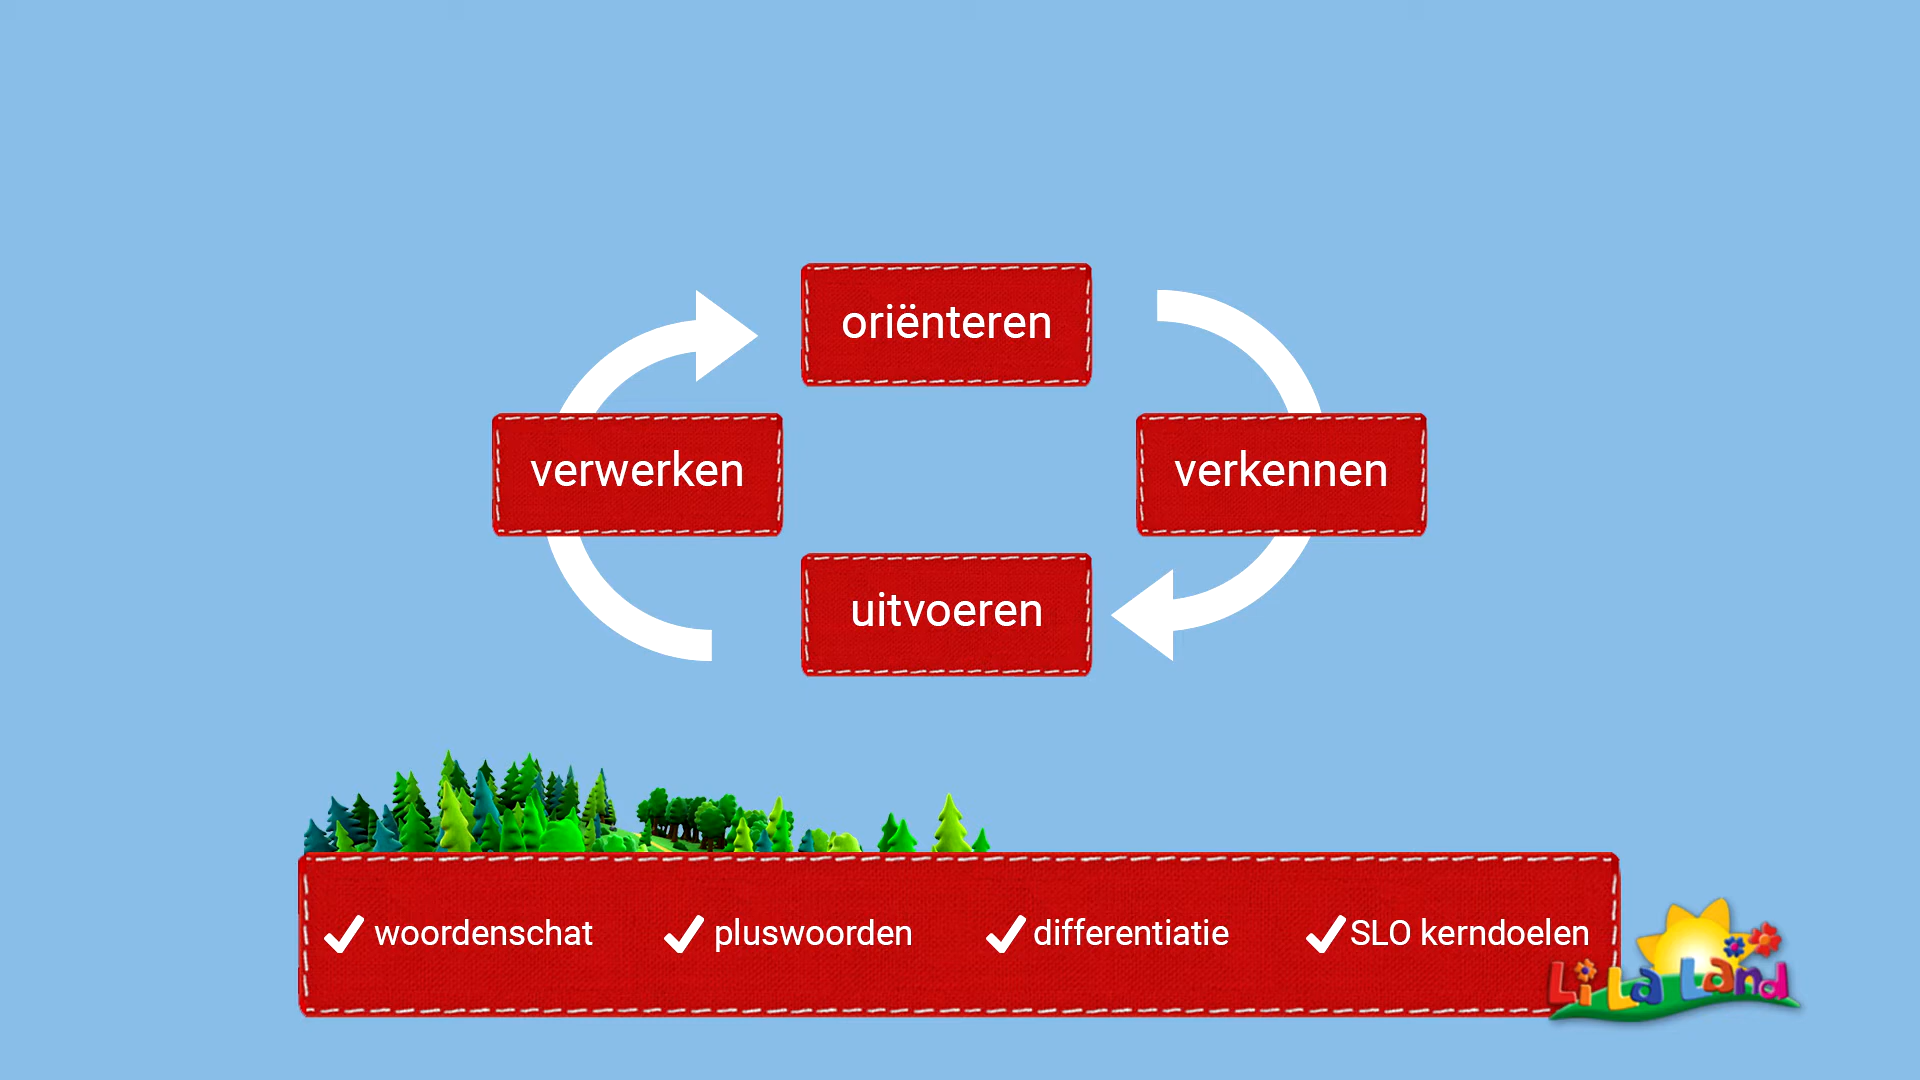 oriënteren
verwerken
verkennen
uitvoeren
woordenschat
pluswoorden
differentiatie
SLO kerndoelen
Li La Land